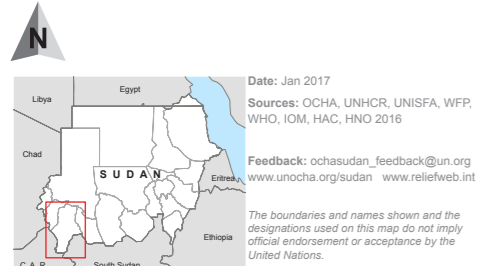 N
Egypt
Libya
Chad
SUDAN
Eritrea
Ethiopia
C. A. R.
South Sudan
Date: Jan 2017
Sources: OCHA, UNHCR, UNISFA, WFP,
WHO, IOM, HAC, HNO 2016
Feedback: ochasudan_feedback@un.org
www.unocha.org/sudan www.reliefweb.int
The boundaries and names shown and the
designations used on this map do not imply
official endorsement or acceptance by the
United Nations.